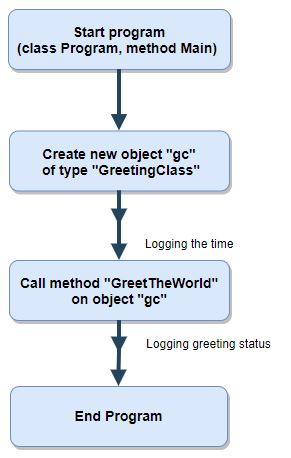 Start program
(class Program, method Main)
Create new object "gc"
of type "GreetingClass"
Logging the time
Call method "GreetTheWorld"
on object "gc"
Logging greeting status
End Program